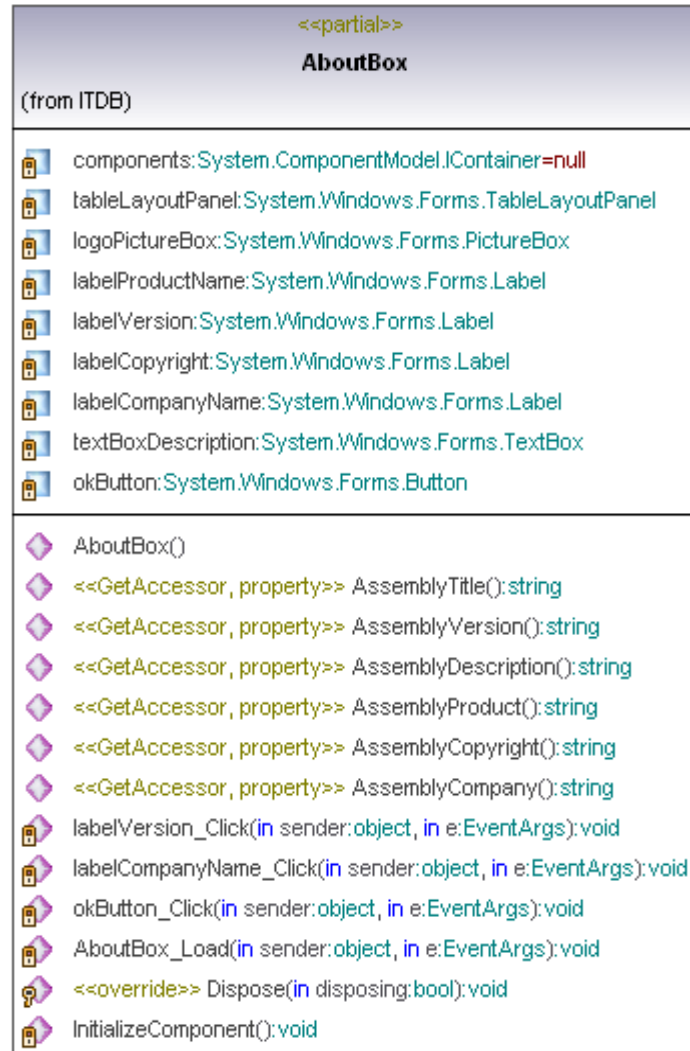 <<partial>>
AboutBox
(from ITDB)
components:System.ComponentModel.IContainer=null
tableLayoutPanel:System.Windows.Forms.TableLayoutPanel
logoPictureBox:System.Windows.Forms.PictureBox
labelProductName:System.Windows.Forms.Label
labelVersion:System.Windows.Forms.Label
labelCopyright:System.Windows.Forms.Label
labelCompanyName:System.Windows.Forms.Label
textBoxDescription:System.Windows.Forms.TextBox
okButton:System.Windows.Forms.Button
AboutBox()
<<GetAccessor, property>> AssemblyTitle():string
<<GetAccessor, property>> AssemblyVersion():string
<<GetAccessor, property>> AssemblyDescription():string
<<GetAccessor, property>> AssemblyProduct():string
<<GetAccessor, property>> AssemblyCopyright():string
<<GetAccessor, property>> AssemblyCompany():string
labelVersion_Click(in sender:object, in e:EventArgs):void
labelCompanyName_Click(in sender:object, in e:EventArgs):void
okButton_Click(in sender:object, in e:EventArgs):void
AboutBox_Load(in sender:object, in e:EventArgs):void
<<override>> Dispose(in disposing:bool):void
InitializeComponent():void